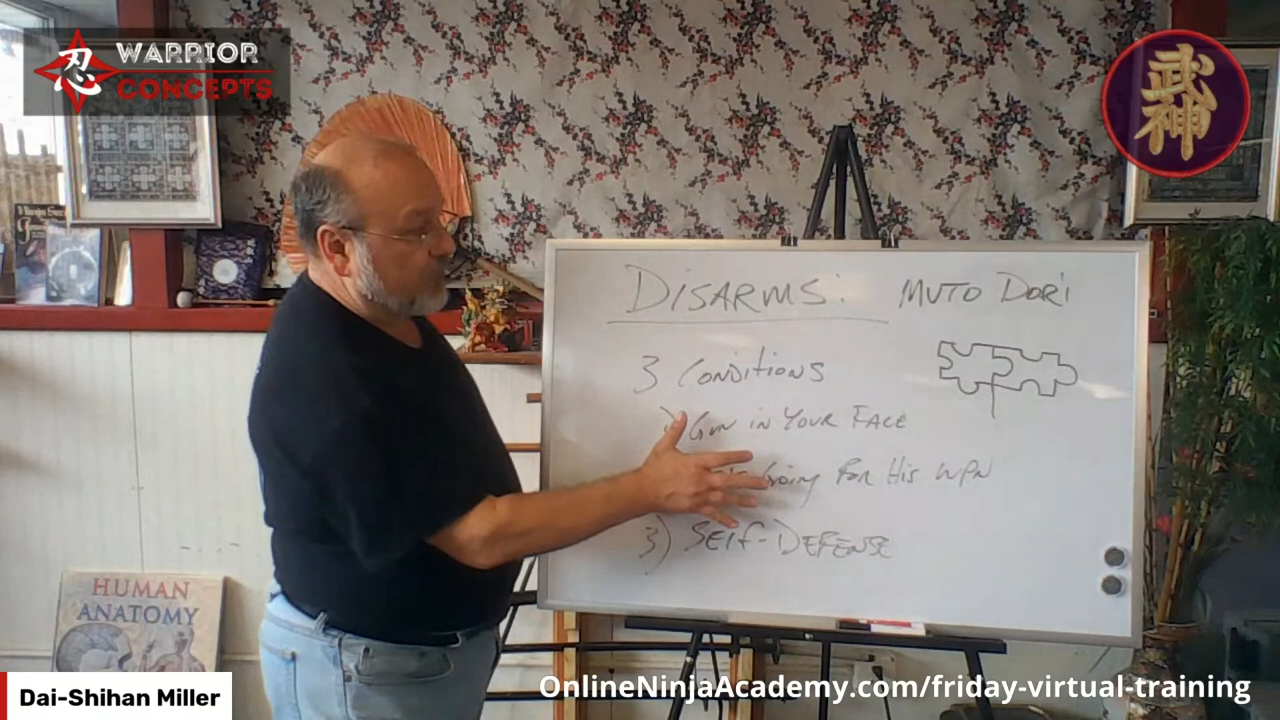 忍
WARRIOR
CONCEPTS
武神
DISARMS: MUTO DORI
3 CONDITIONS
GUN IN YOUR FACE
Going FOR His WPN
3) SELF-DEFENSE
HUMAN
ANATOMY
Dai-Shihan Miller
OnlineNinjaAcademy.com/friday-virtual-training